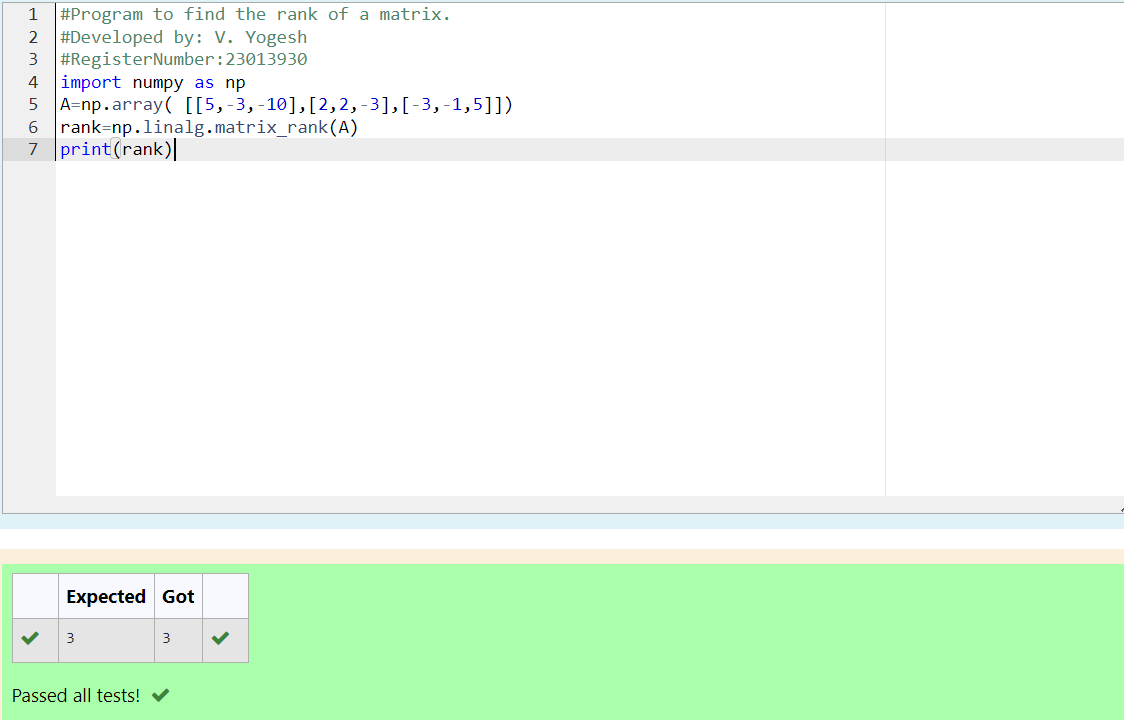 1 #Program to find the rank of a matrix.
2 #Developed by: V. Yogesh
3 #RegisterNumber:23013930
4 import numpy as np
5 A=np.array( [[5,-3,-10],[2,2,-3],[-3,-1,5]])
6 rank=np.linalg.matrix_rank(A)
7 print(rank)
Expected Got
3 3
Passed all tests!